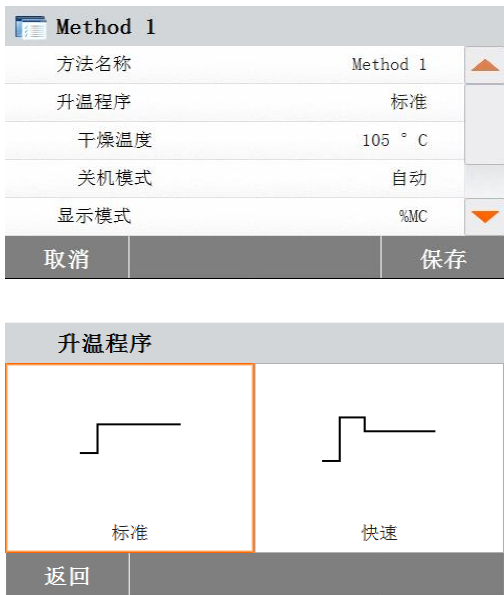 Method 1
方法名称 Method 1
升温程序 标准
干燥温度 105 ° C
关机模式 自动
显示模式 %MC
取消 保存
升温程序
标准 快速
返回